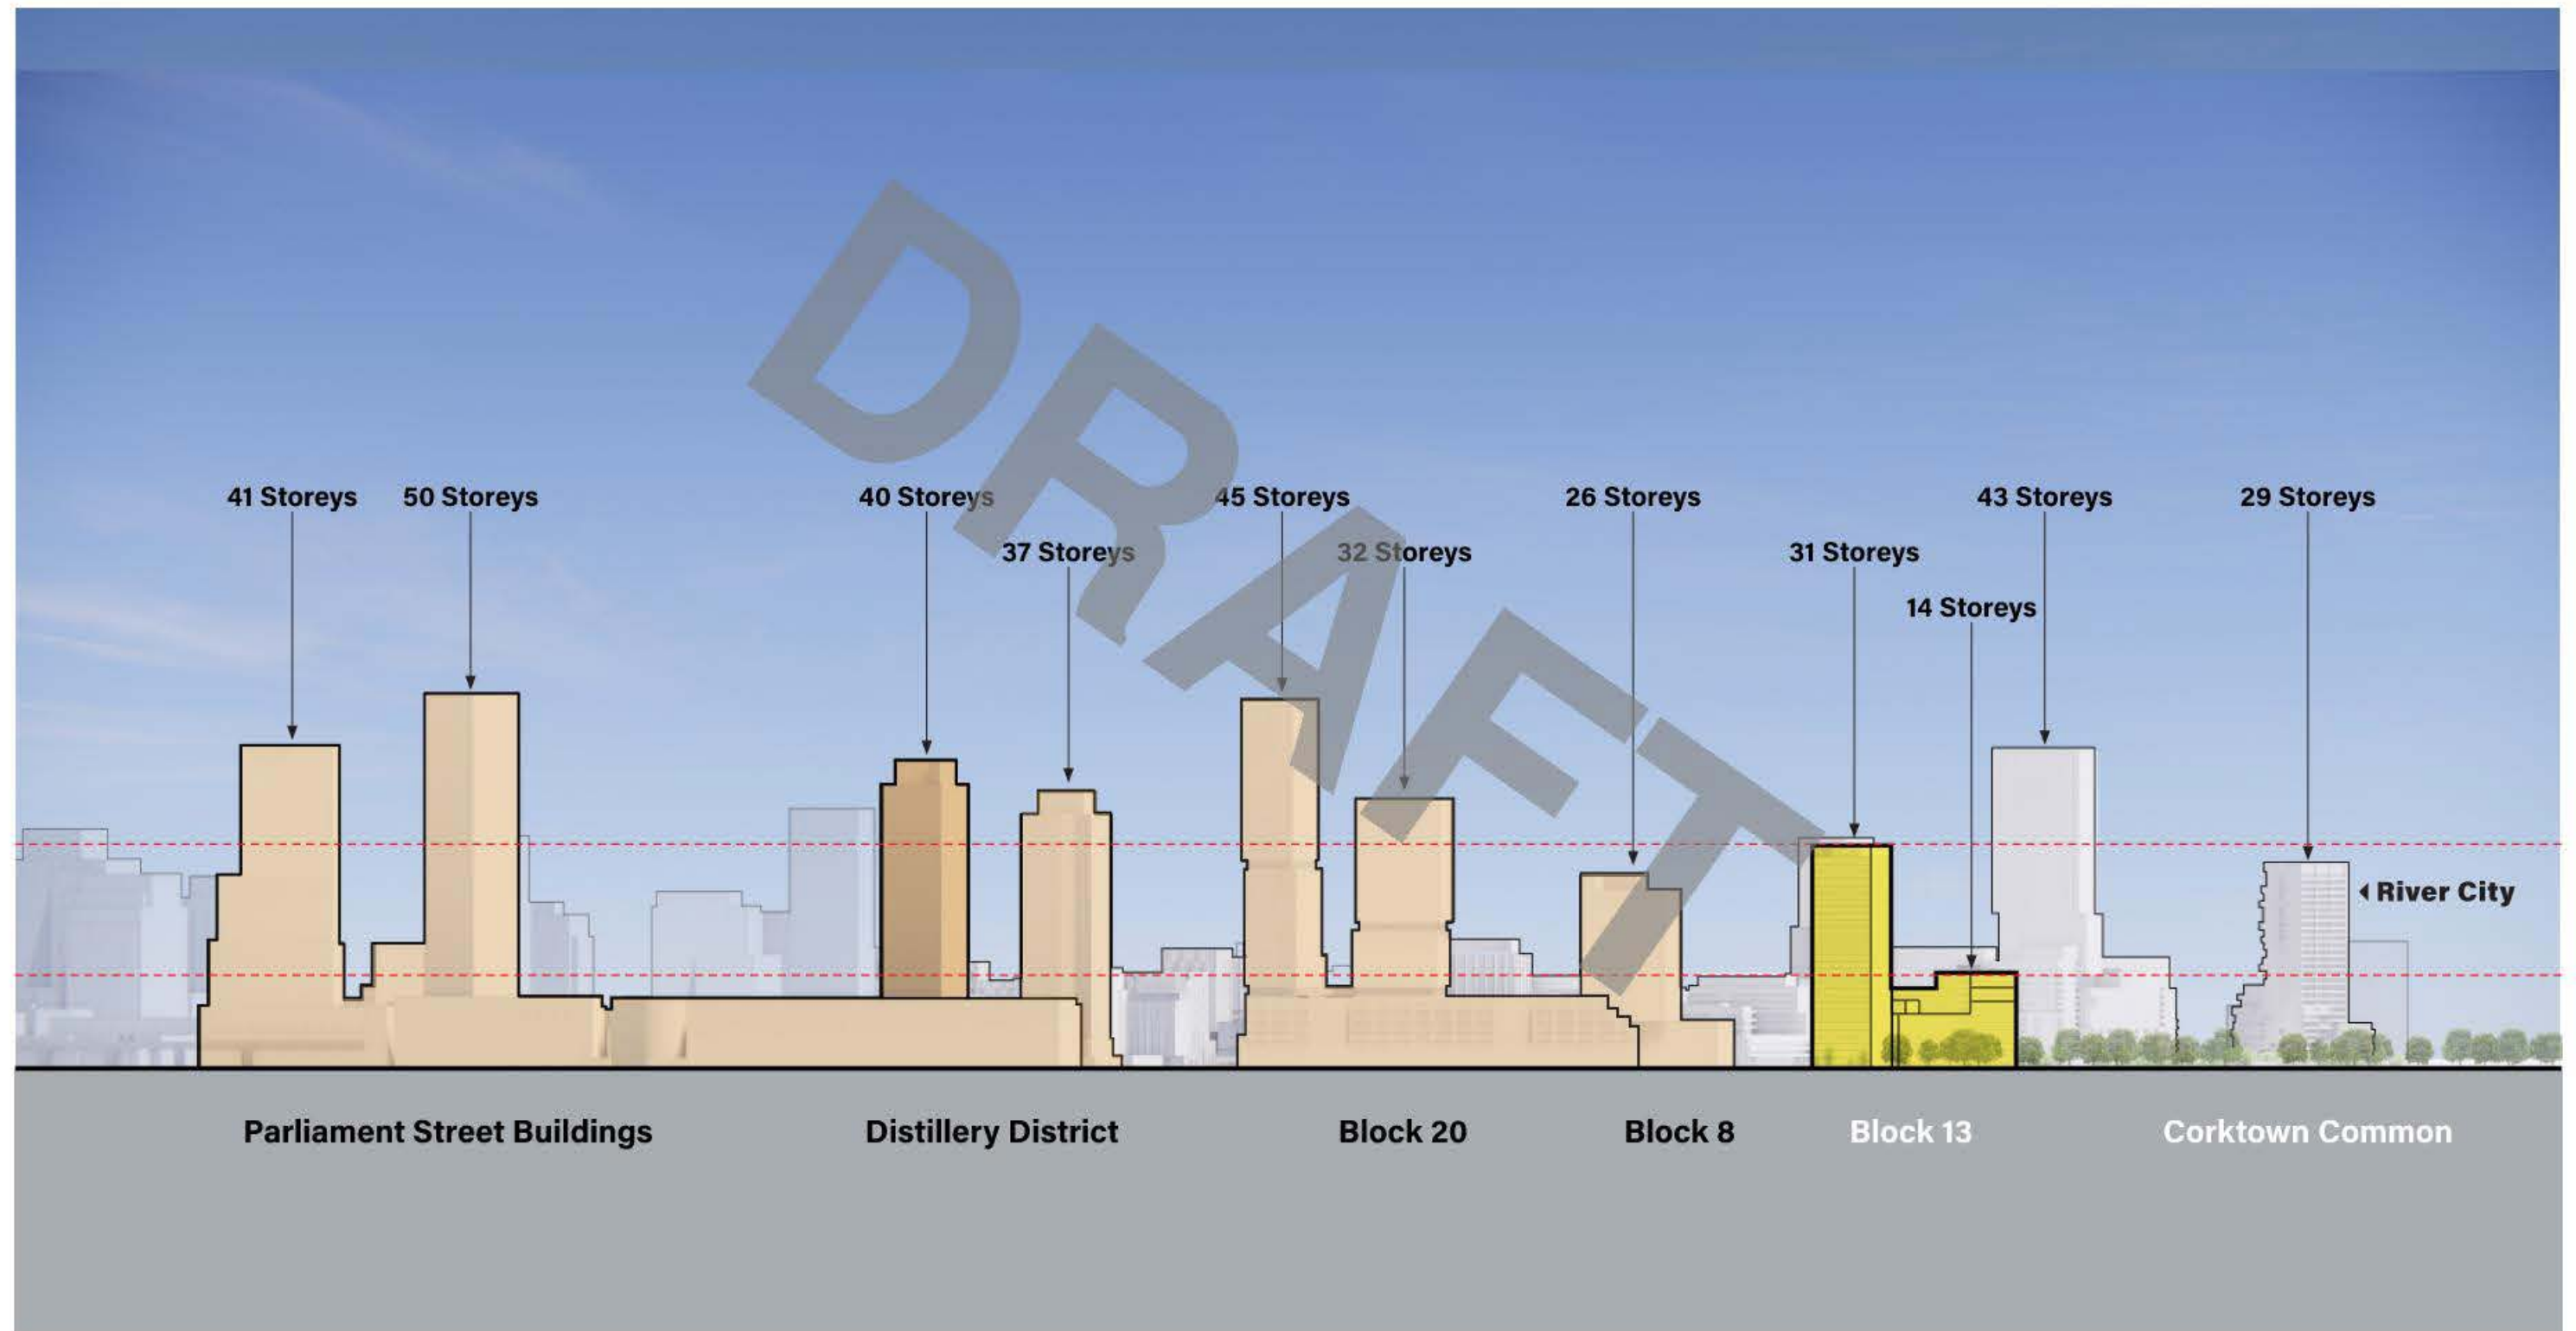 41 Storeys
50 Storeys
40 Storeys
45 Storeys
26 Storeys
43 Storeys
29 Storeys
37 Storeys
32 Storeys
31 Storeys
14 Storeys
DRAFT
River City
Parliament Street Buildings
Distillery District
Block 20
Block 8
Block 13
Corktown Common